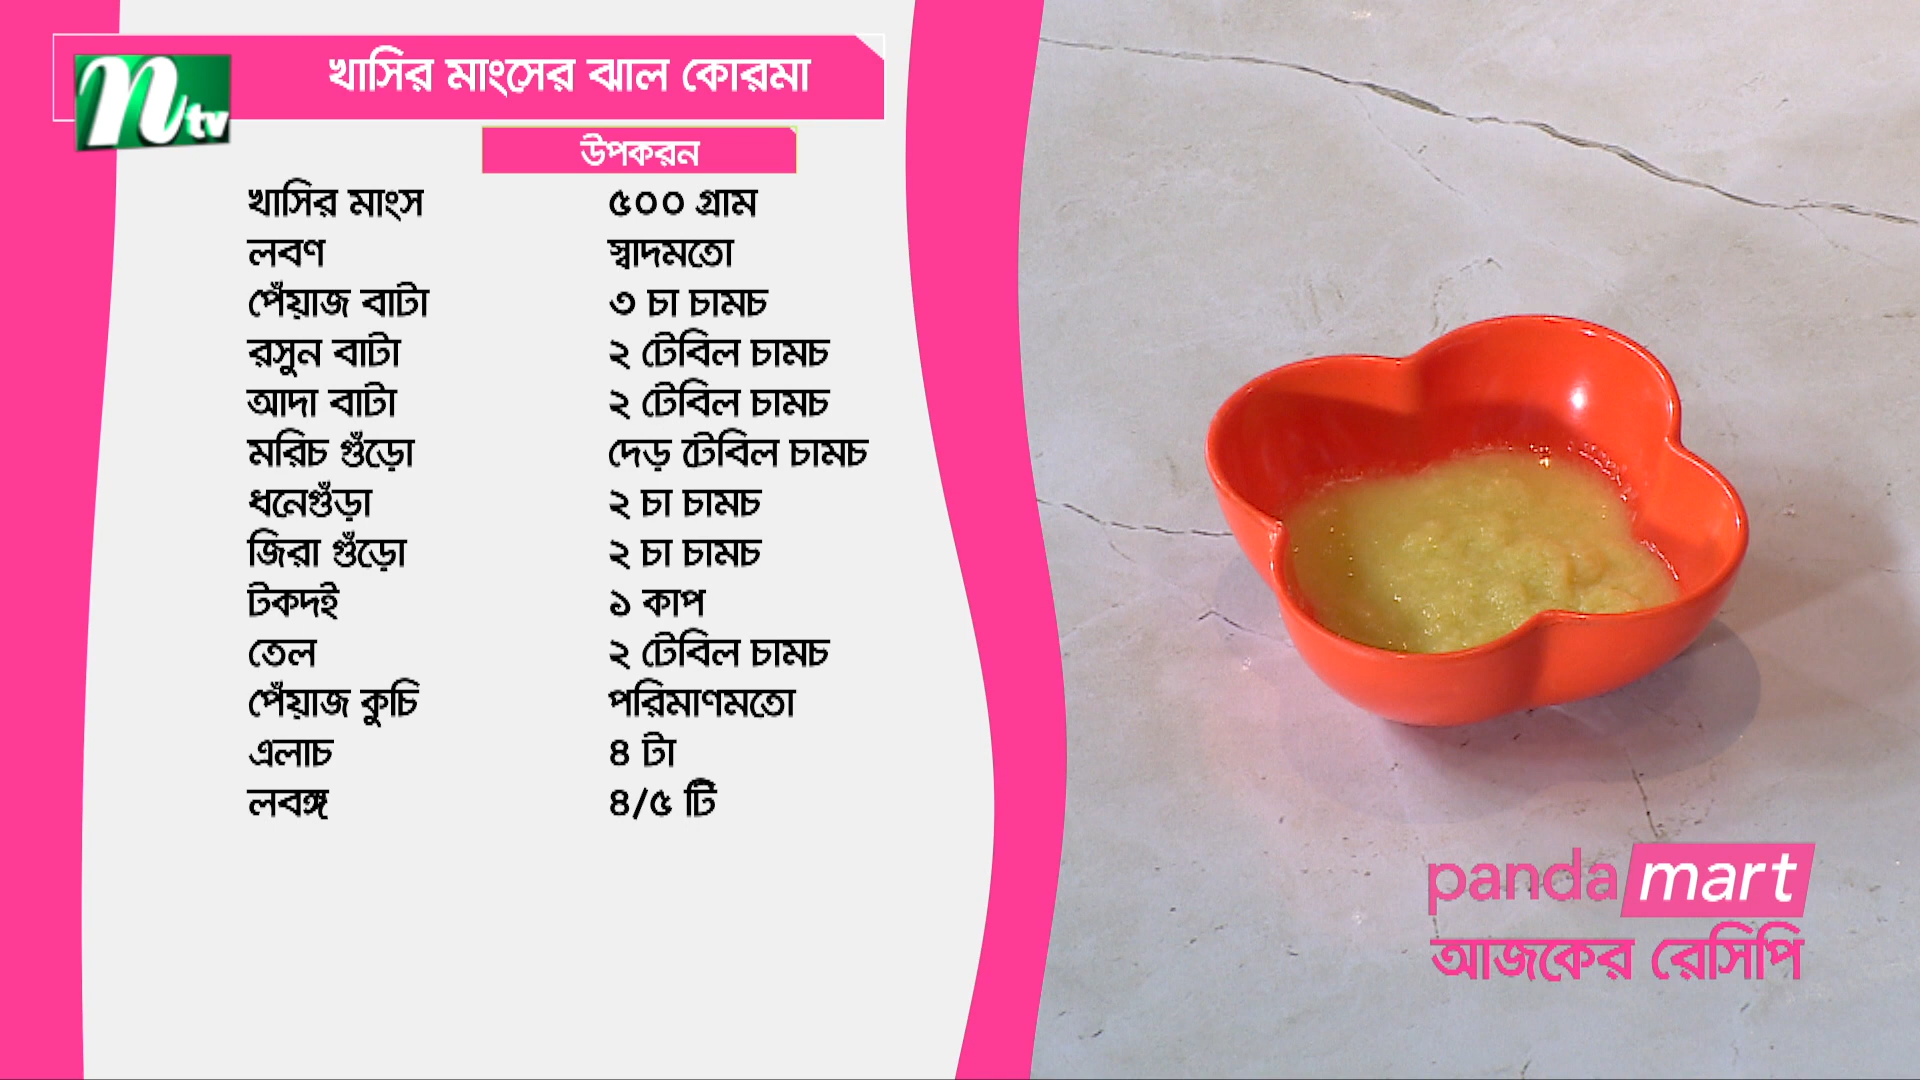 ntv
খাসির মাংসের ঝাল কোরমা
উপকরন
খাসির মাংস ৫০০ গ্রাম
লবণ স্বাদমতো
পেঁয়াজ বাটা ৩ চা চামচ
রসুন বাটা ২ টেবিল চামচ
আদা বাটা ২ টেবিল চামচ
মরিচ গুঁড়ো দেড় টেবিল চামচ
ধনেগুঁড়া ২ চা চামচ
জিরা গুঁড়ো ২ চা চামচ
টকদই ১ কাপ
তেল ২ টেবিল চামচ
পেঁয়াজ কুচি পরিমাণমতো
এলাচ ৪ টা
লবঙ্গ ৪/৫ টি
panda mart
আজকের রেসিপি